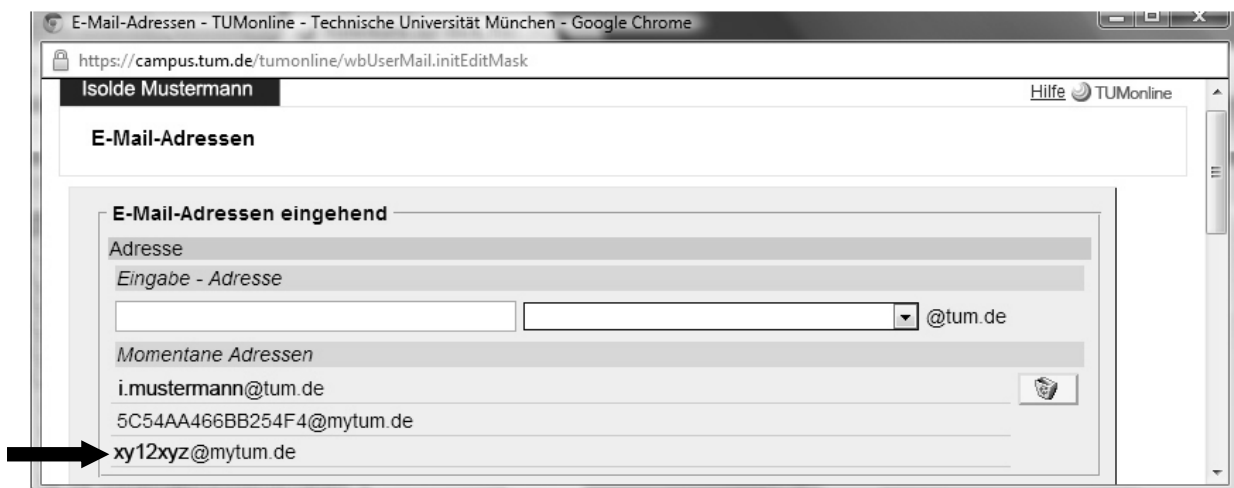 E-Mail-Adressen - TUMonline - Technische Universität München - Google Chrome
https://campus.tum.de/tumonline/wbUserMail.initEditMask
Isolde Mustermann
Hilfe TUMonline
E-Mail-Adressen
E-Mail-Adressen eingehend
Adresse
Eingabe - Adresse
@tum.de
Momentane Adressen
i.mustermann@tum.de
5C54AA466BB254F4@mytum.de
xy12xyz@mytum.de